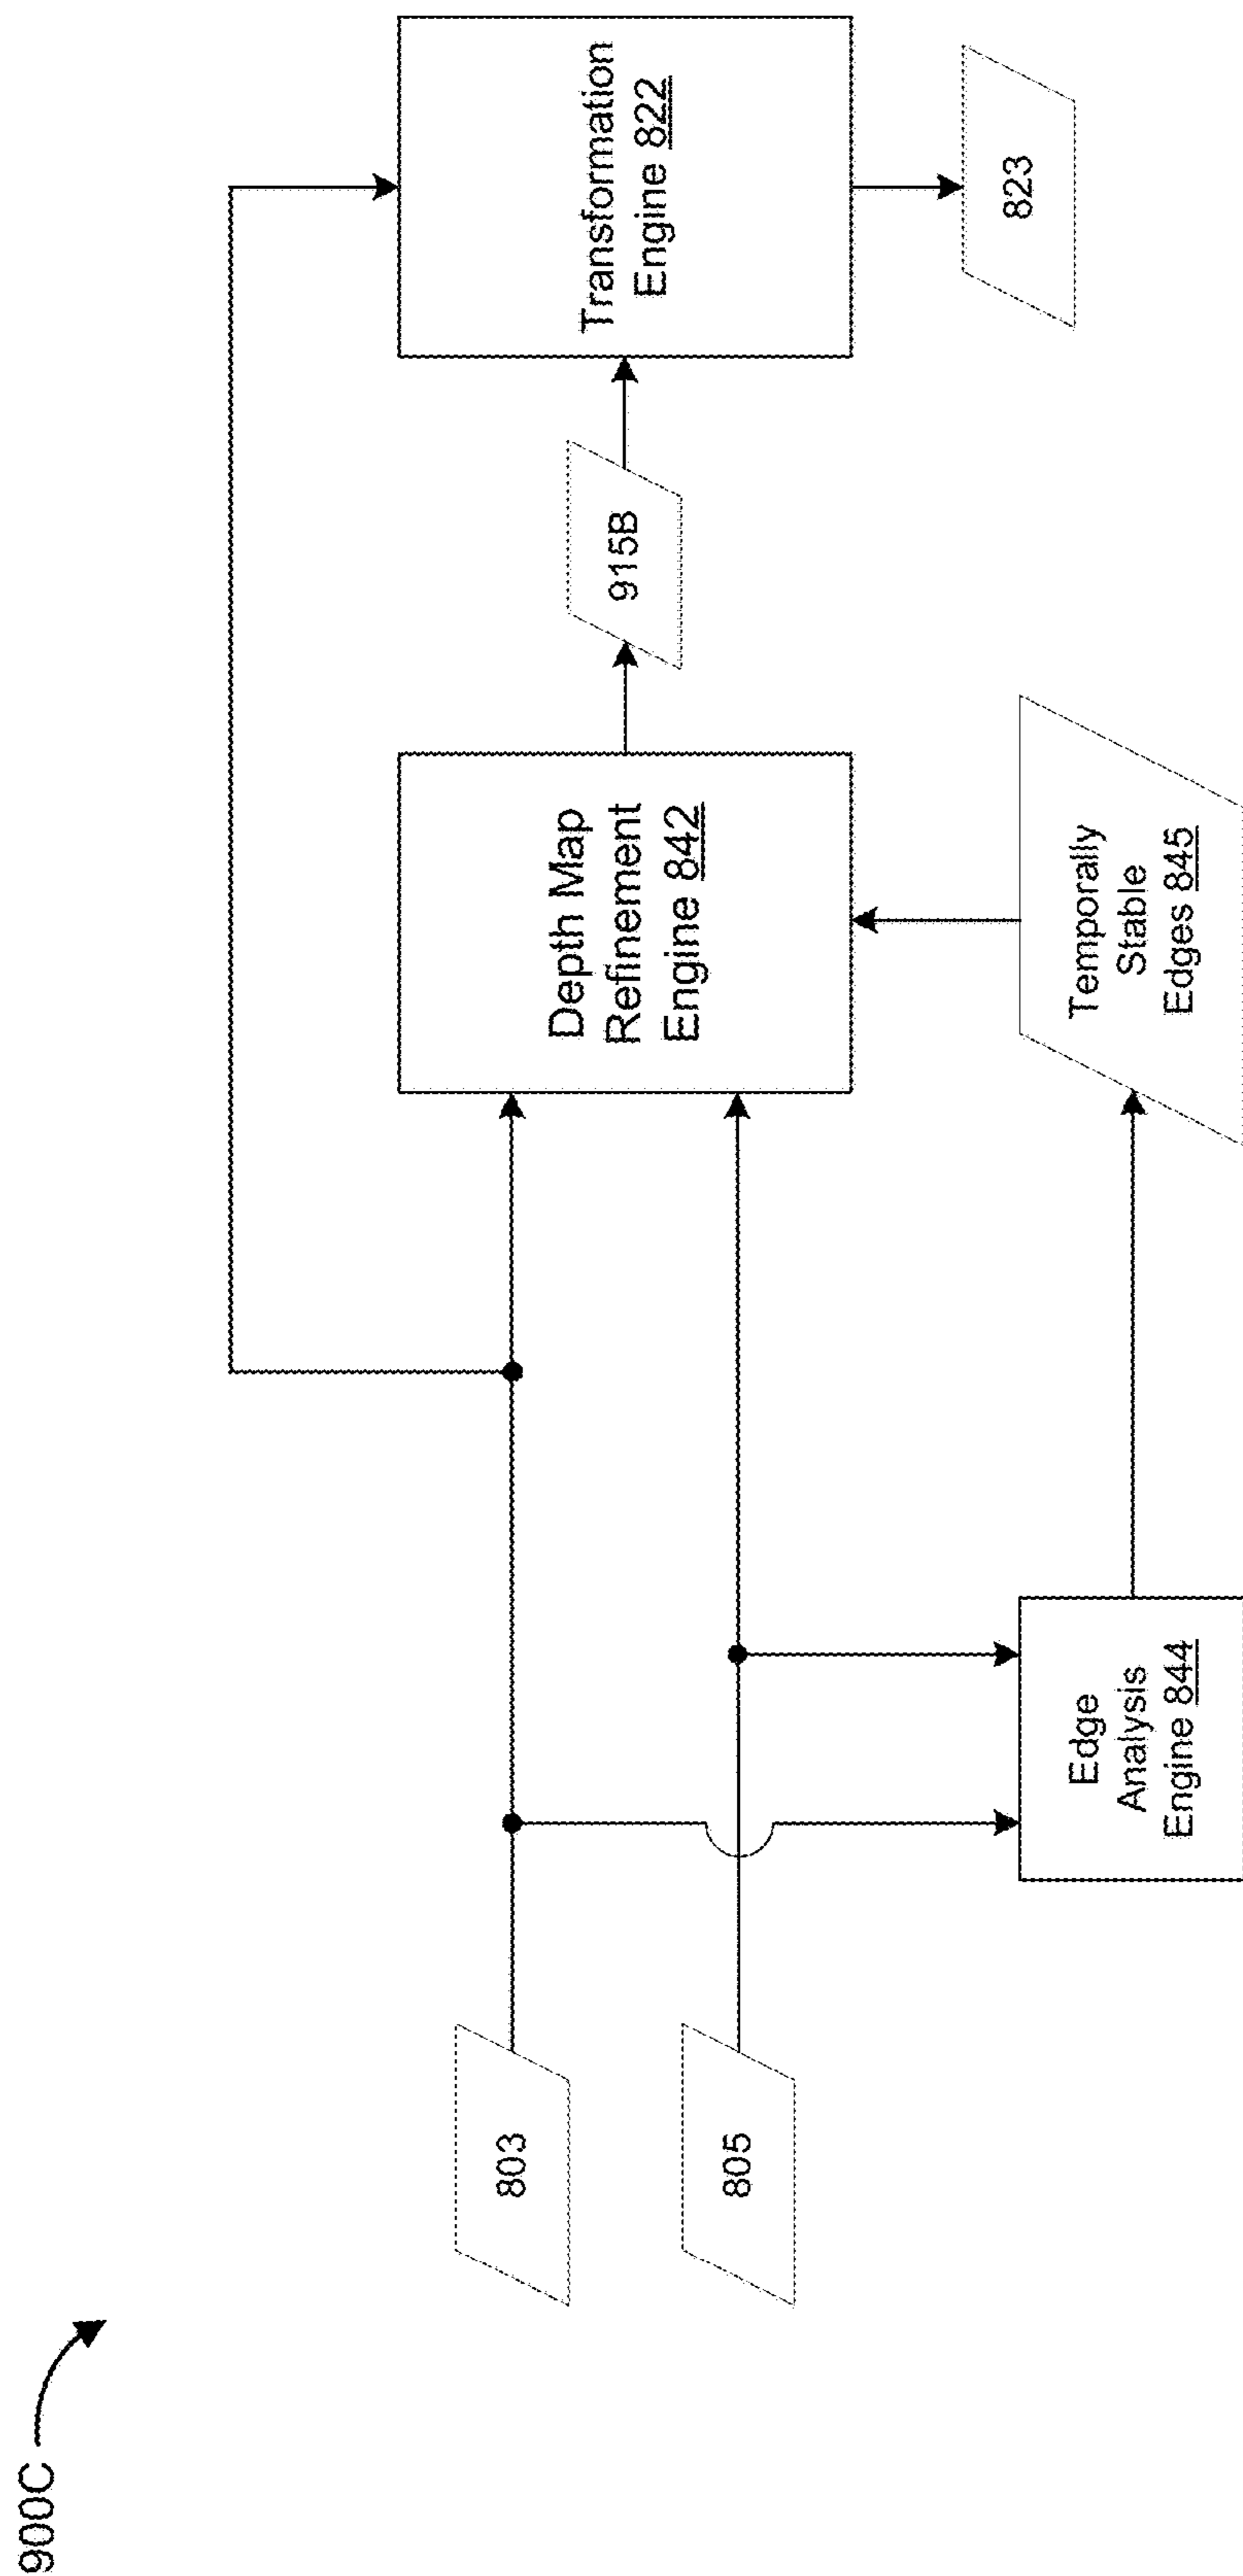 900C
803
805
Edge
Analysis
Engine 844
Depth Map
Refinement
Engine 842
Temporally
Stable
Edges 845
915B
Transformation
Engine 822
823